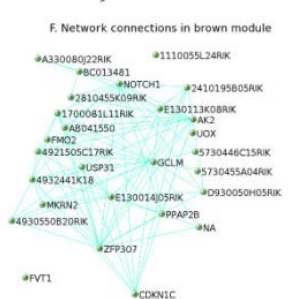 F. Network connections in brown module
A330080J22RIK
1110055L24RIK
BC013481
NOTCH1
2410195B05RIK
2810455K09RIK
E130113K08RIK
1700081L11RIK
AK2
AB041550
UOX
FMO2
4921505C17RIK
5730446C15RIK
GCLM
USP31
5730455A04RIK
4932441K18
D930050H05RIK
E130014J05RIK
MKRN2
PPAP2B
4930550B20RIK
NA
ZFP307
FVT1
CDKN1C